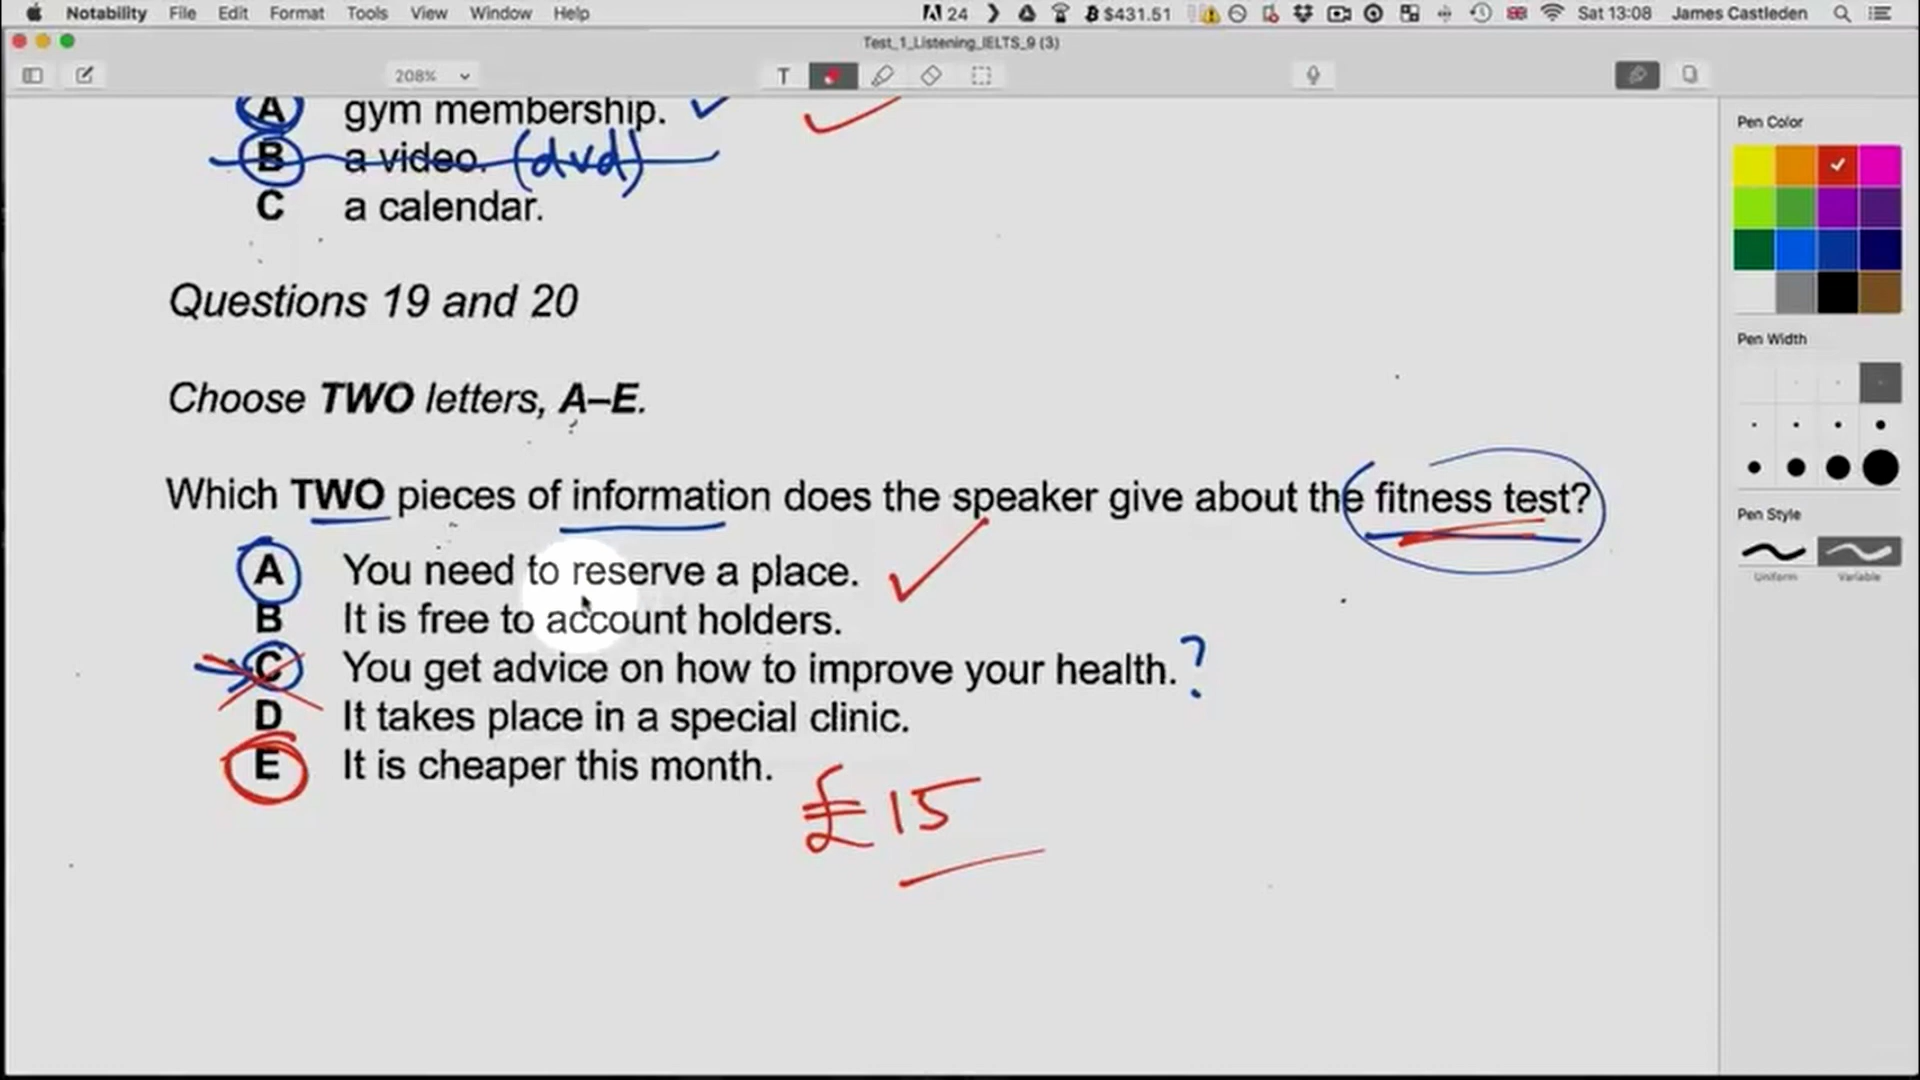 Notability File Edit Format Tools View Window Help 24 $431.51 Sat 13:08 James Castleden
Test_1_Listening_IELTS_9 (3)
208% T
A gym membership.
B a video. (dvd)
C a calendar.
Questions 19 and 20
Choose TWO letters, A–E.
Which TWO pieces of information does the speaker give about the fitness test?
A You need to reserve a place.
B It is free to account holders.
C You get advice on how to improve your health. ?
D It takes place in a special clinic.
E It is cheaper this month.
£15
Pen Color
Pen Width
Pen Style
Uniform Variable